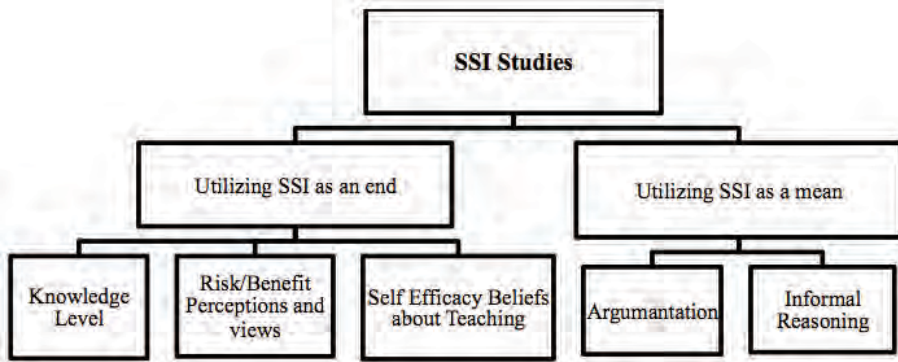 SSI Studies
Utilizing SSI as an end
Utilizing SSI as a mean
Knowledge
Level
Risk/Benefit
Perceptions and
views
Self Efficacy Beliefs
about Teaching
Argumantation
Informal
Reasoning